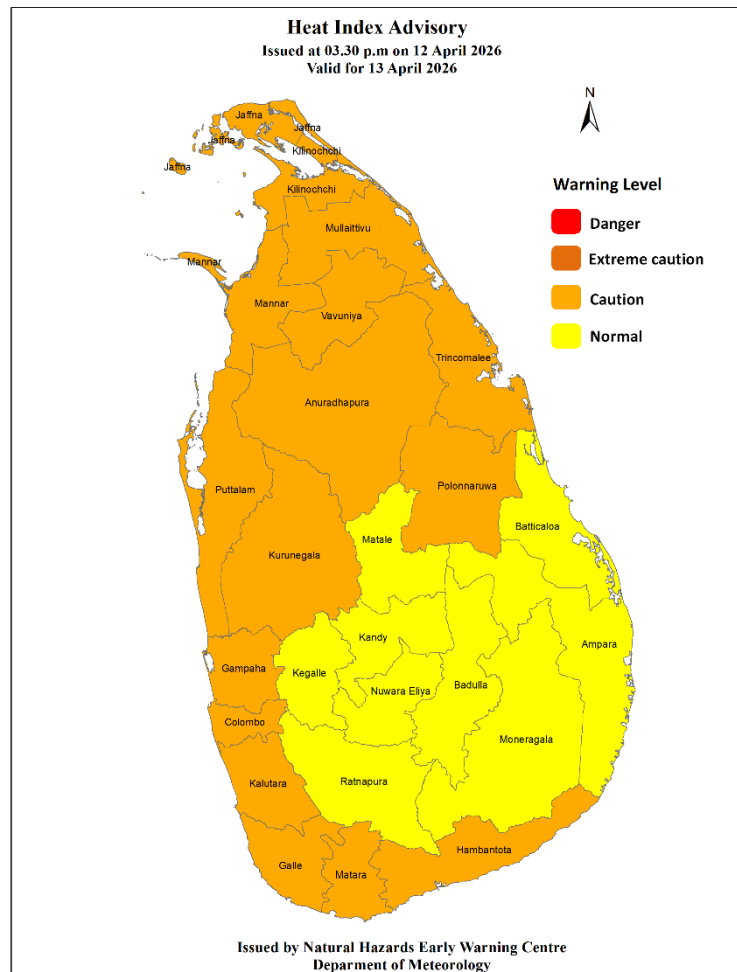 Heat Index Advisory
Issued at 03.30 p.m on 12 April 2026
Valid for 13 April 2026
N
Warning Level
Danger
Extreme caution
Caution
Normal
Jaffna
Jaffna
Jaffna
Jaffna
Kilinochchi
Kilinochchi
Mullaittivu
Mannar
Mannar
Vavuniya
Trincomalee
Anuradhapura
Polonnaruwa
Puttalam
Batticaloa
Matale
Kurunegala
Kandy
Ampara
Gampaha
Kegalle
Nuwara Eliya
Badulla
Colombo
Moneragala
Kalutara
Ratnapura
Hambantota
Galle
Matara
Issued by Natural Hazards Early Warning Centre
Deparment of Meteorology